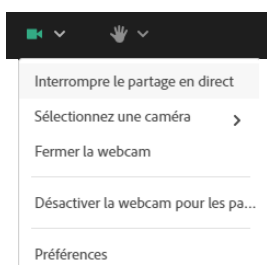 Interrompre le partage en direct
Sélectionnez une caméra
Fermer la webcam
Désactiver la webcam pour les pa...
Préférences